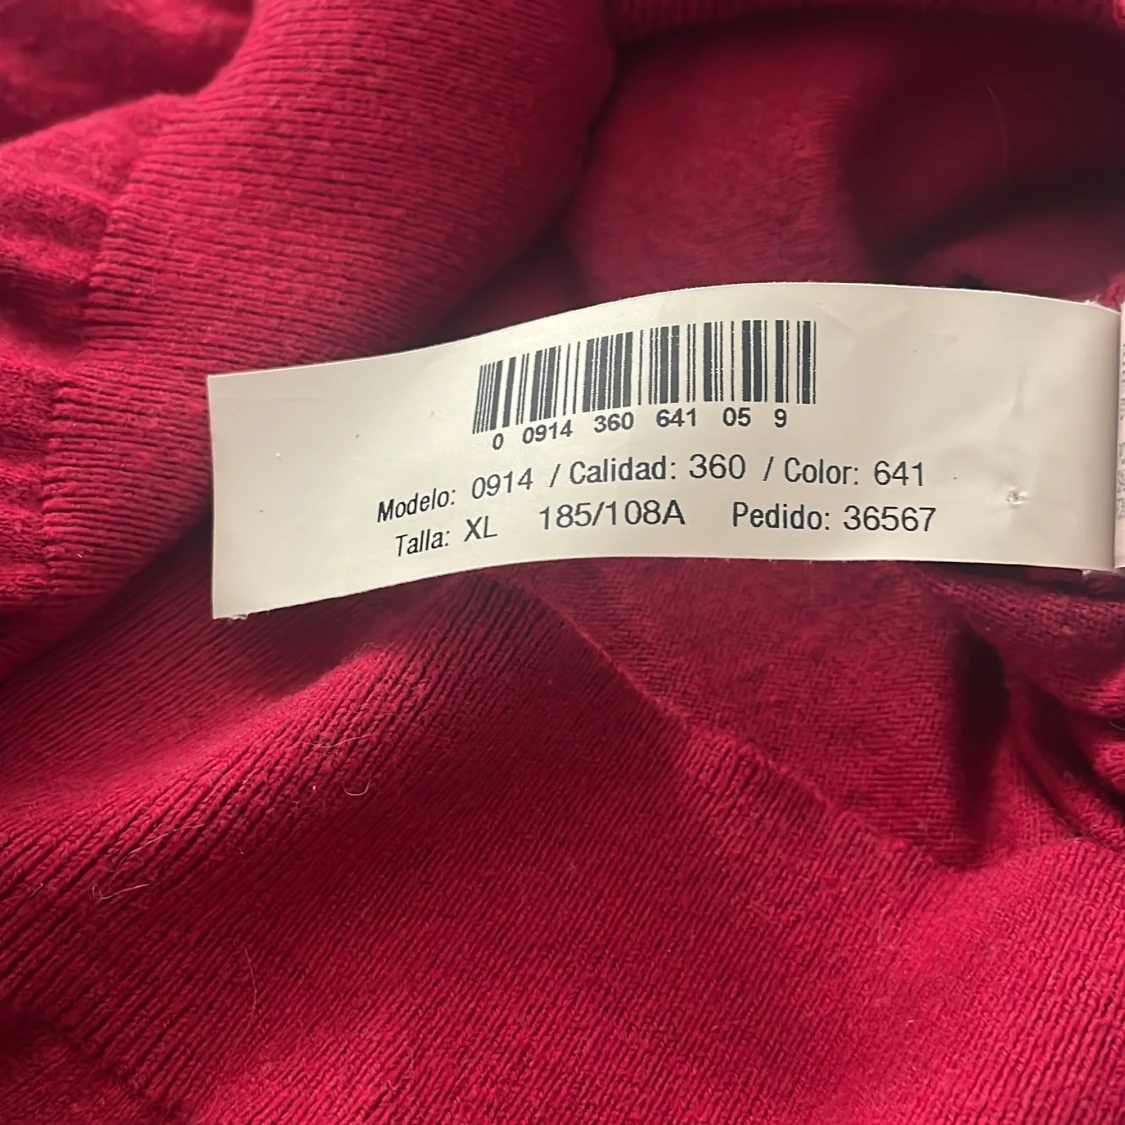 0 0914 360 641 05 9
Modelo: 0914 / Calidad: 360 / Color: 641
Talla: XL 185/108A Pedido: 36567